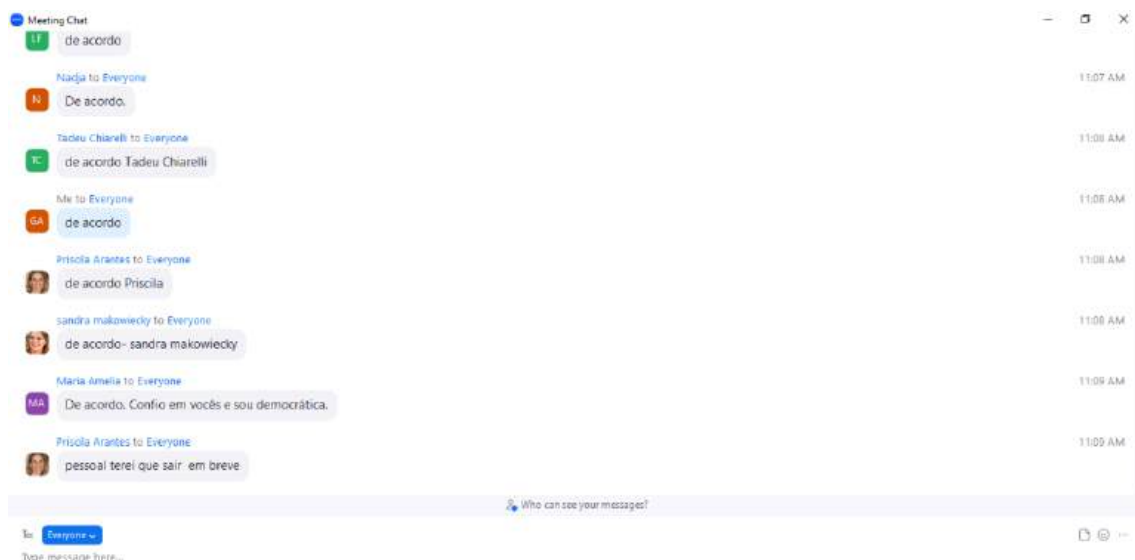 Meeting Chat
LF
de acordo
Nadja to Everyone
11:07 AM
N
De acordo.
Tadeu Chiarelli to Everyone
11:08 AM
TC
de acordo Tadeu Chiarelli
Me to Everyone
11:08 AM
GA
de acordo
Priscila Arantes to Everyone
11:08 AM
de acordo Priscila
sandra makowiecky to Everyone
11:08 AM
de acordo- sandra makowiecky
Maria Amelia to Everyone
11:09 AM
MA
De acordo. Confio em vocês e sou democrática.
Priscila Arantes to Everyone
11:09 AM
pessoal terei que sair em breve
Who can see your messages?
To: Everyone
Type message here...